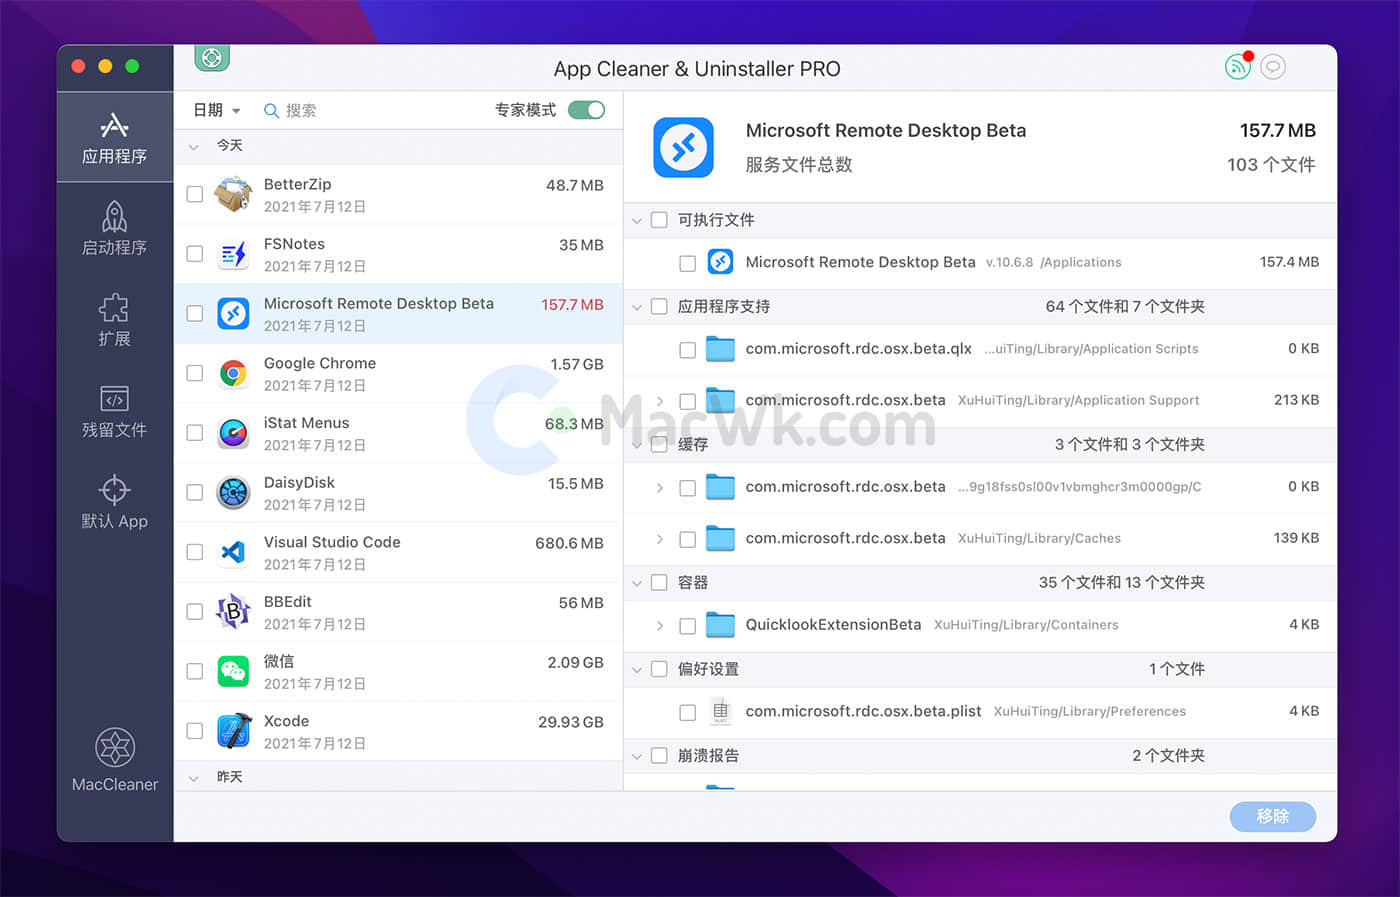 App Cleaner & Uninstaller PRO
应用程序
启动程序
扩展
残留文件
默认 App
MacCleaner
日期
搜索
专家模式
今天
BetterZip
48.7 MB
2021年7月12日
FSNotes
35 MB
2021年7月12日
Microsoft Remote Desktop Beta
157.7 MB
2021年7月12日
Google Chrome
1.57 GB
2021年7月12日
iStat Menus
68.3 MB
2021年7月12日
DaisyDisk
15.5 MB
2021年7月12日
Visual Studio Code
680.6 MB
2021年7月12日
BBEdit
56 MB
2021年7月12日
微信
2.09 GB
2021年7月12日
Xcode
29.93 GB
2021年7月12日
昨天
Microsoft Remote Desktop Beta
157.7 MB
服务文件总数
103 个文件
可执行文件
Microsoft Remote Desktop Beta v.10.6.8 /Applications 157.4 MB
应用程序支持 64 个文件和 7 个文件夹
com.microsoft.rdc.osx.beta.qlx ...uiTing/Library/Application Scripts 0 KB
com.microsoft.rdc.osx.beta XuHuiTing/Library/Application Support 213 KB
缓存 3 个文件和 3 个文件夹
com.microsoft.rdc.osx.beta ...9g18fss0sl00v1vbmghcr3m0000gp/C 0 KB
com.microsoft.rdc.osx.beta XuHuiTing/Library/Caches 139 KB
容器 35 个文件和 13 个文件夹
QuicklookExtensionBeta XuHuiTing/Library/Containers 4 KB
偏好设置 1 个文件
com.microsoft.rdc.osx.beta.plist XuHuiTing/Library/Preferences 4 KB
崩溃报告 2 个文件夹
移除
MacWk.com